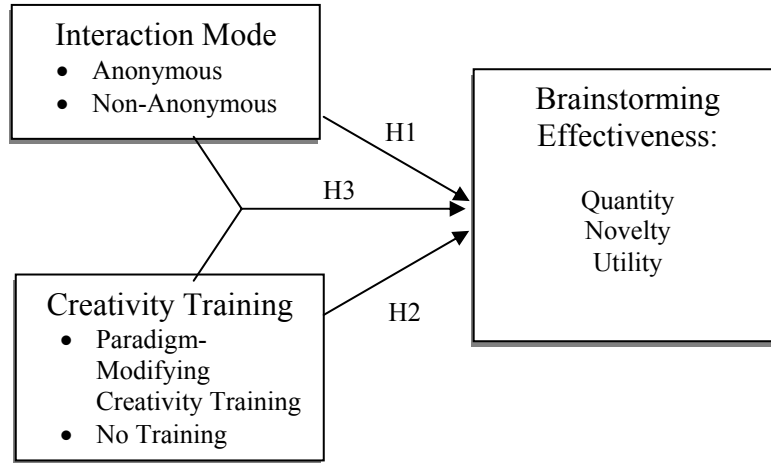 Interaction Mode
• Anonymous
• Non-Anonymous
H1
H3
H2
Creativity Training
• Paradigm-
Modifying
Creativity Training
• No Training
Brainstorming
Effectiveness:
Quantity
Novelty
Utility